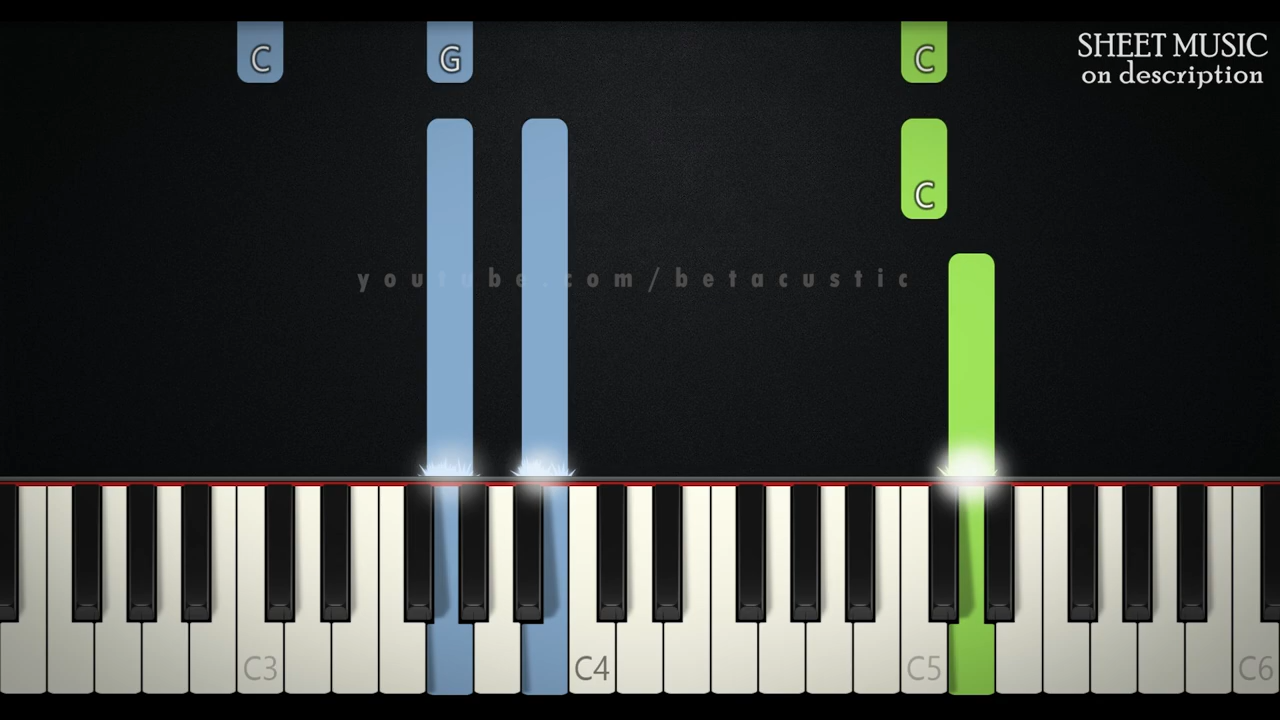 C G C
SHEET MUSIC
on description
C
youtube.com/betacustic
C3 C4 C5 C6